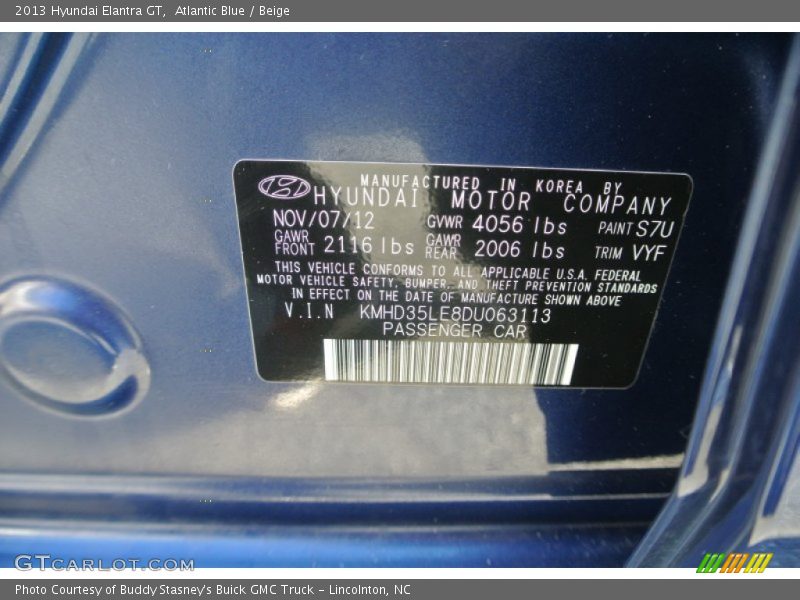 2013 Hyundai Elantra GT, Atlantic Blue / Beige
MANUFACTURED IN KOREA BY
HYUNDAI MOTOR COMPANY
NOV/07/12 GVWR 4056 lbs PAINT S7U
GAWR FRONT 2116 lbs GAWR REAR 2006 lbs TRIM VYF
THIS VEHICLE CONFORMS TO ALL APPLICABLE U.S.A. FEDERAL
MOTOR VEHICLE SAFETY, BUMPER, AND THEFT PREVENTION STANDARDS
IN EFFECT ON THE DATE OF MANUFACTURE SHOWN ABOVE
V.I.N KMHD35LE8DU063113
PASSENGER CAR
GTCARLOT.COM
Photo Courtesy of Buddy Stasney's Buick GMC Truck - Lincolnton, NC